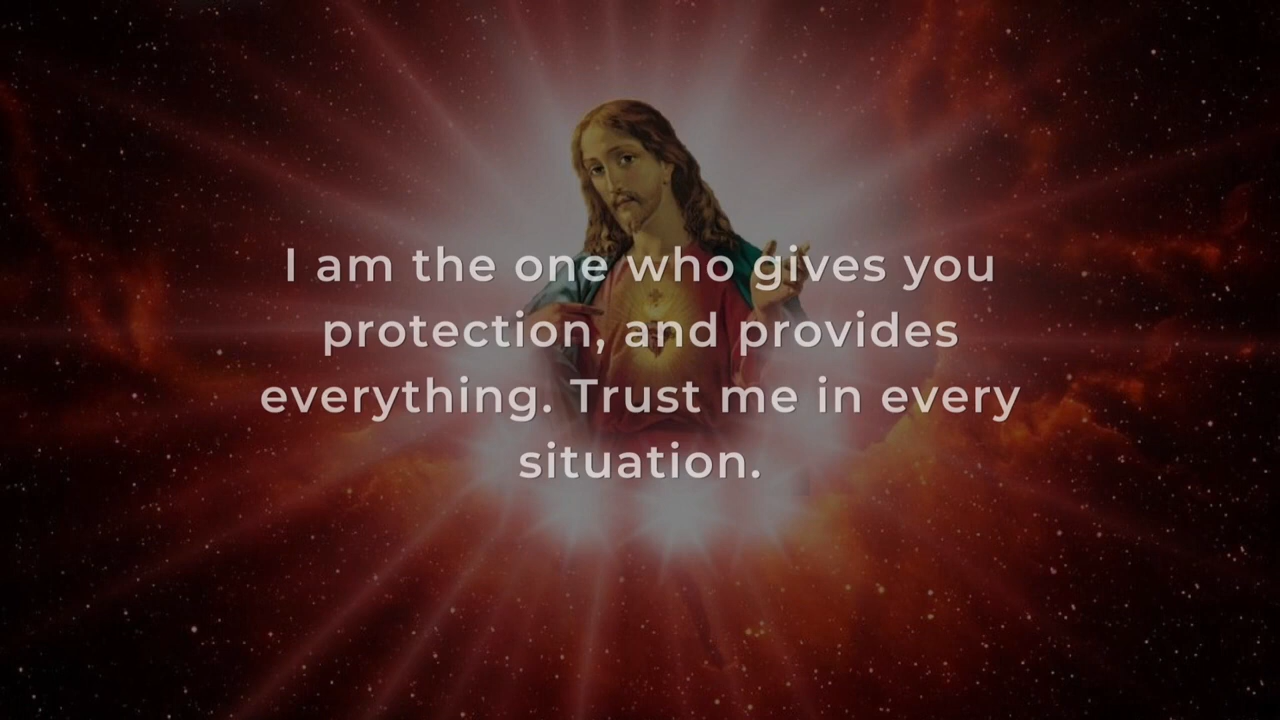 I am the one who gives you
protection, and provides
everything. Trust me in every
situation.